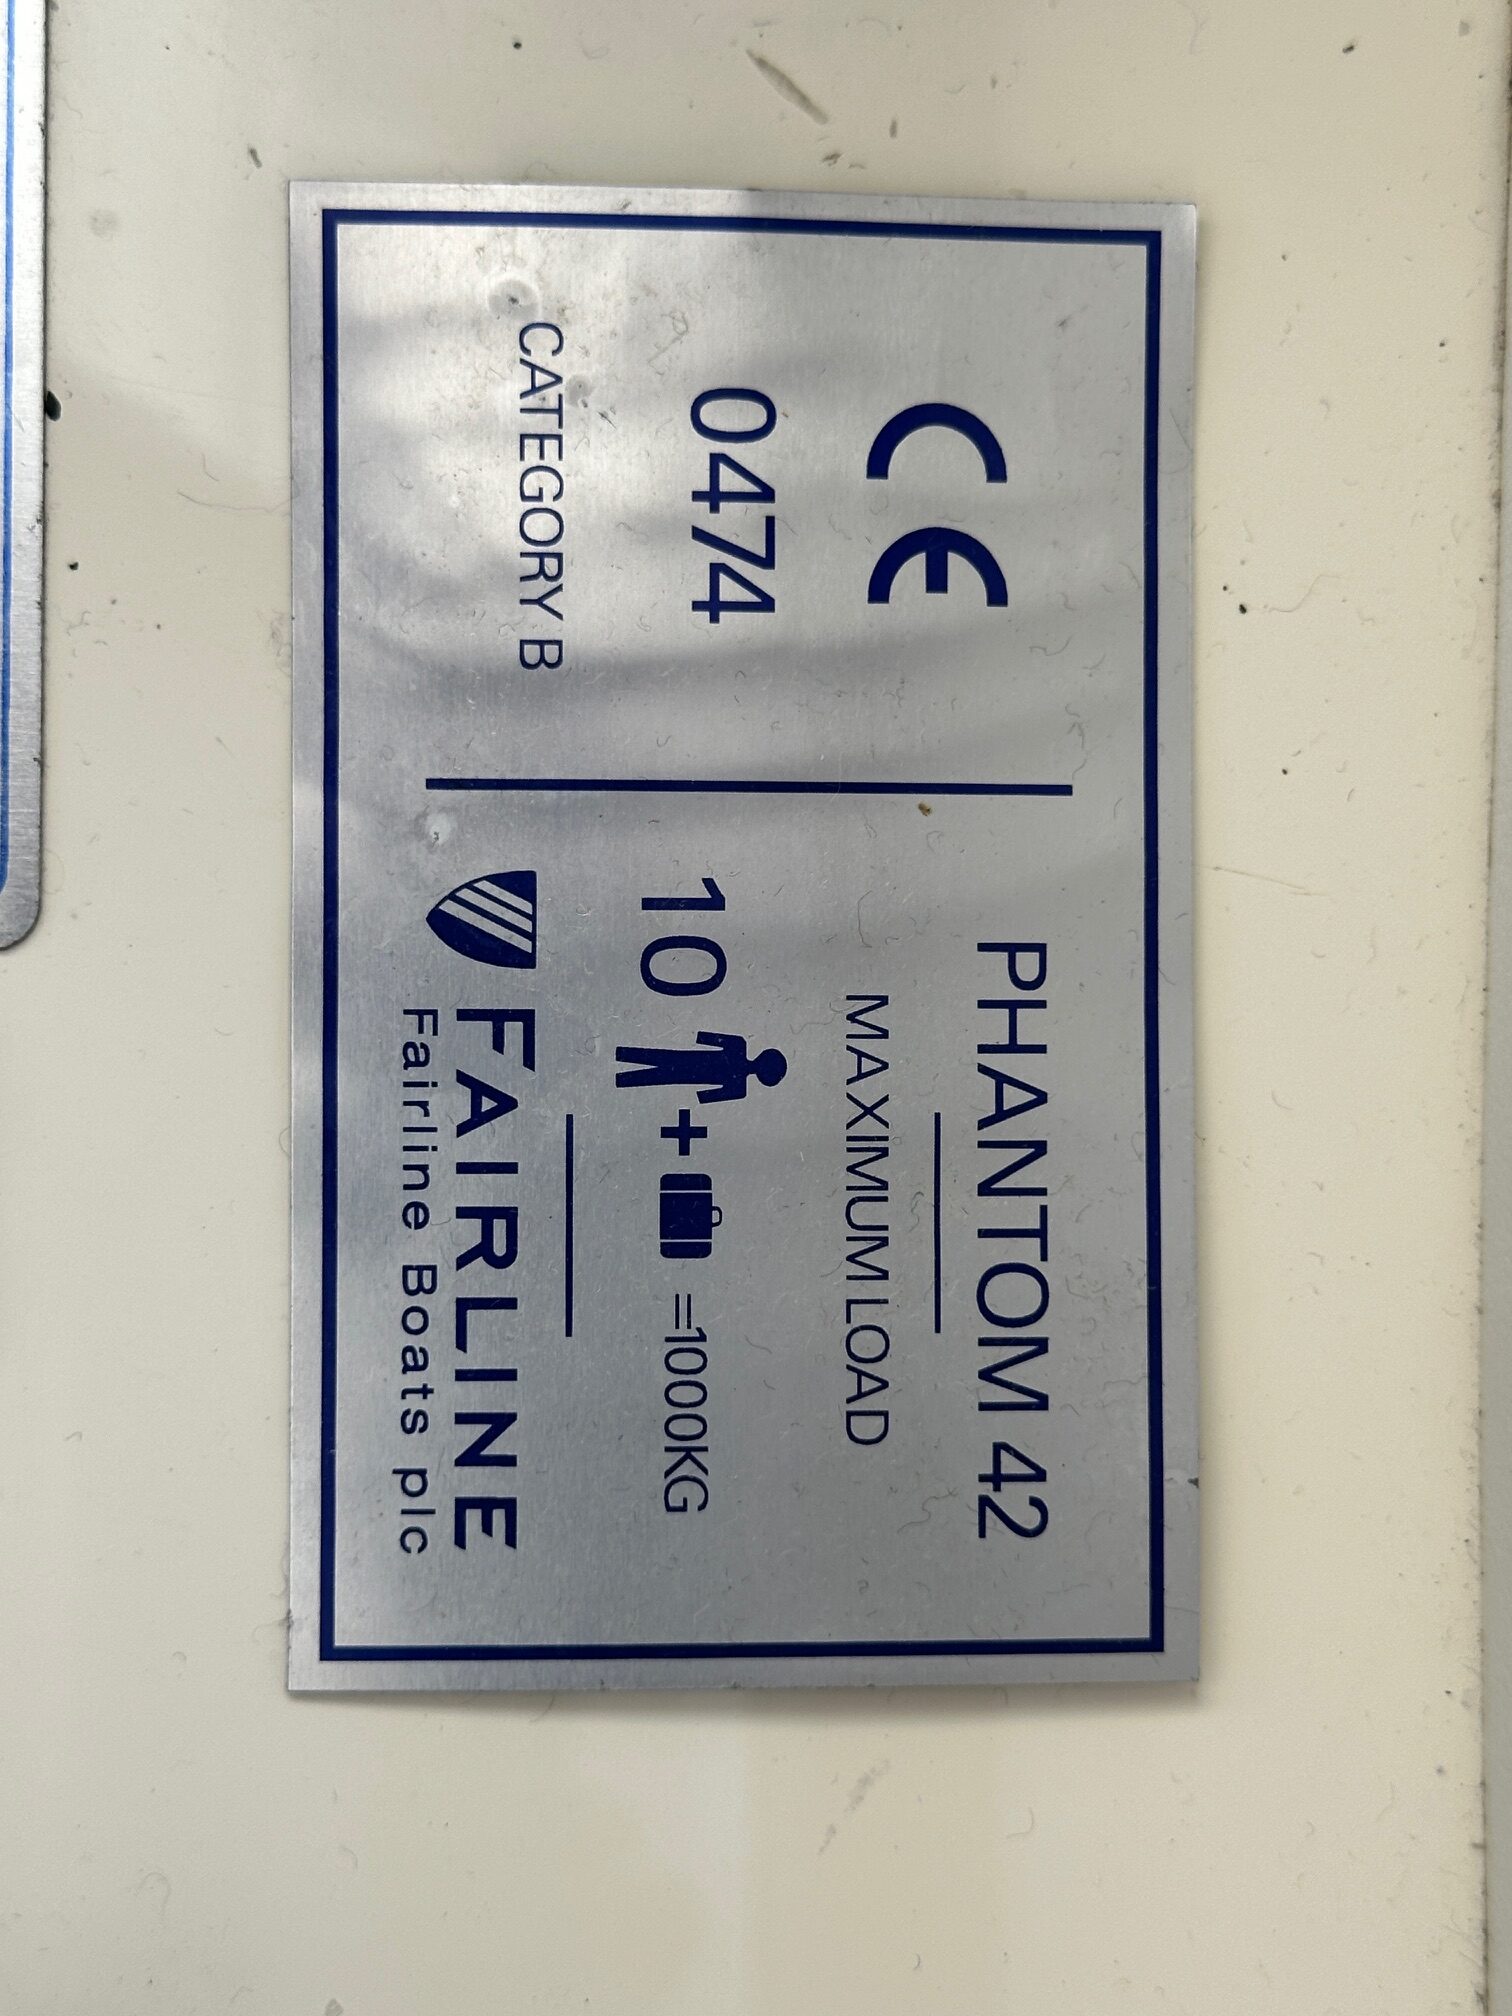 CE
0474
CATEGORY B
PHANTOM 42
MAXIMUM LOAD
10 + =1000KG
FAIRLINE
Fairline Boats plc